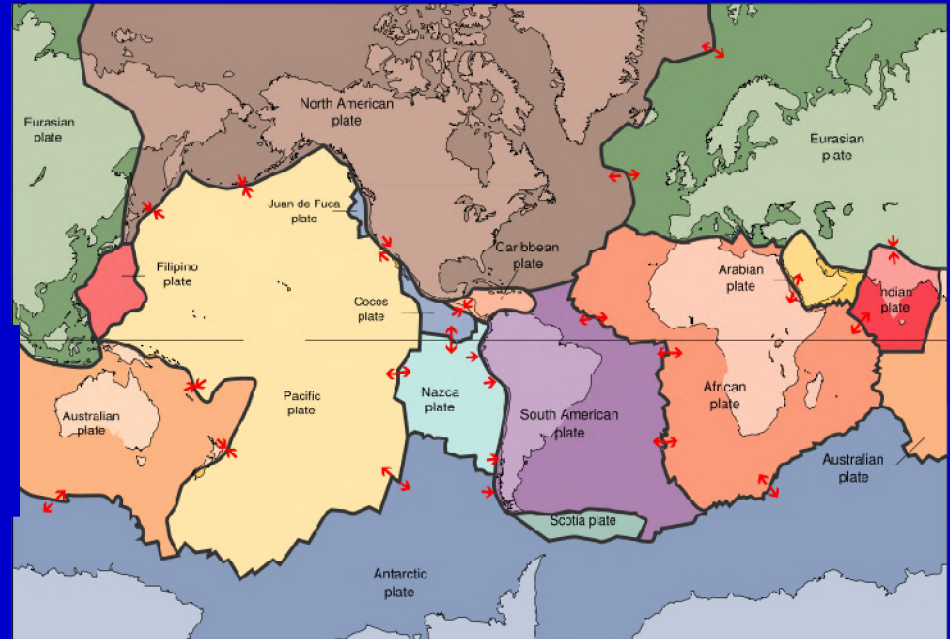 North American
plate
Eurasian
plate
Eurasian
plate
Juan de Fuca
plate
Caribbean
plate
Filipino
plate
Arabian
plate
Cocos
plate
Indian
plate
Nazca
plate
Pacific
plate
African
plate
Australian
plate
South American
plate
Australian
plate
Scotia plate
Antarctic
plate